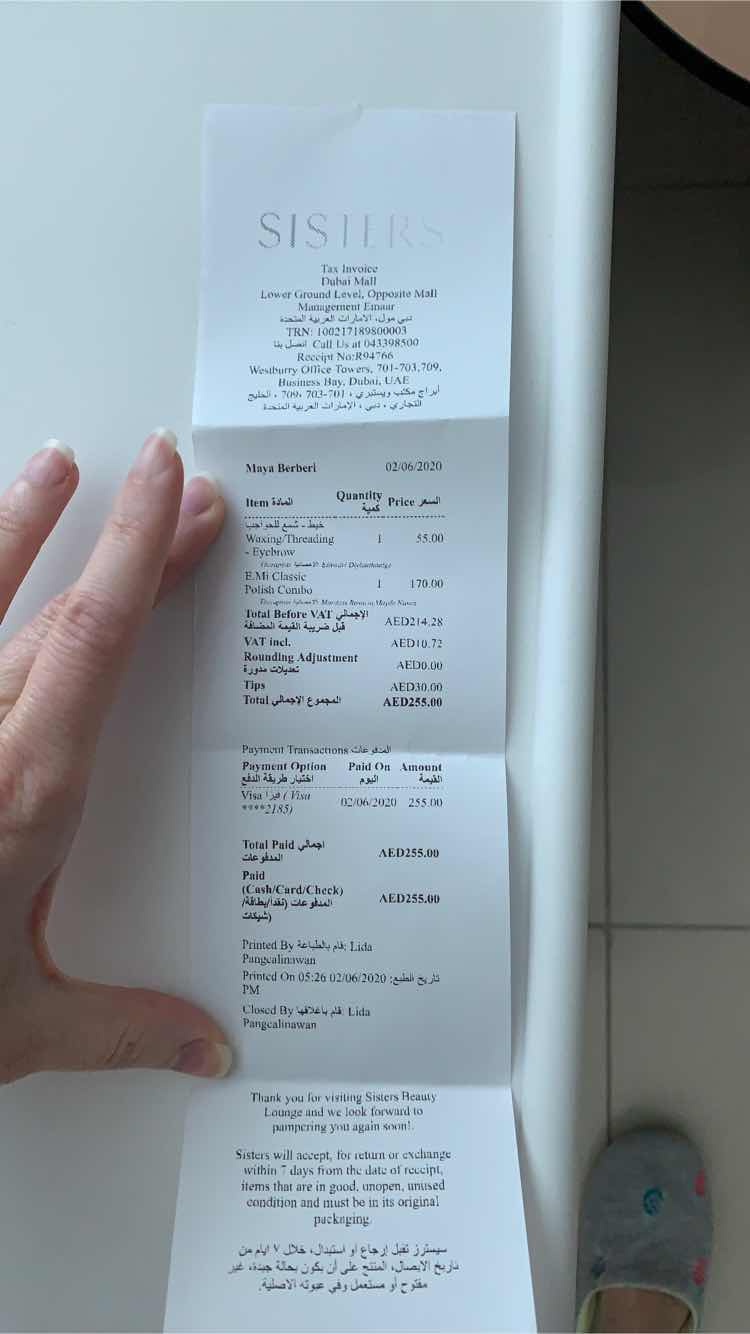 SISTERS
Tax Invoice
Dubai Mall
Lower Ground Level, Opposite Mall
Management Emaar
دبي مول، الامارات العربية المتحدة
TRN: 100217189800003
اتصل بنا Call Us at 043398500
Receipt No:R94766
Westburry Office Towers, 701-703,709,
Business Bay, Dubai, UAE
أبراج مكتب ويستبري ، 701-703 ،709 ، الخليج
التجاري ، دبي ، الإمارات العربية المتحدة.
Maya Berberi 02/06/2020
Item المادة Quantity كمية Price السعر
خيط - شمع للحواجب
Waxing/Threading 1 55.00
- Eyebrow
Therapist الأخصائية:
E.Mi Classic 1 170.00
Polish Combo
Therapist الأخصائية:
Total Before VAT الإجمالي AED214.28
قبل ضريبة القيمة المضافة
VAT incl. AED10.72
Rounding Adjustment AED0.00
تعديلات مدورة
Tips AED30.00
Total المجموع الإجمالي AED255.00
Payment Transactions المدفوعات
Payment Option Paid On Amount
اختيار طريقة الدفع اليوم القيمة
Visa فيزا ( Visa 02/06/2020 255.00
****2185)
Total Paid اجمالي AED255.00
المدفوعات
Paid
(Cash/Card/Check) AED255.00
المدفوعات (نقدا/بطاقة/
شيكات)
Printed By قام بالطباعة: Lida
Pangcalinawan
Printed On 05:26 02/06/2020 تاريخ الطبع:
PM
Closed By قام باغلاقها: Lida
Pangcalinawan
Thank you for visiting Sisters Beauty
Lounge and we look forward to
pampering you again soon!.
Sisters will accept, for return or exchange
within 7 days from the date of receipt,
items that are in good, unopen, unused
condition and must be in its original
packaging.
سيسترز تقبل إرجاع أو استبدال، خلال ٧ ايام من
تاريخ الايصال، المنتج على أن يكون بحالة جيدة، غير
مفتوح أو مستعمل وفي عبوته الاصلية.